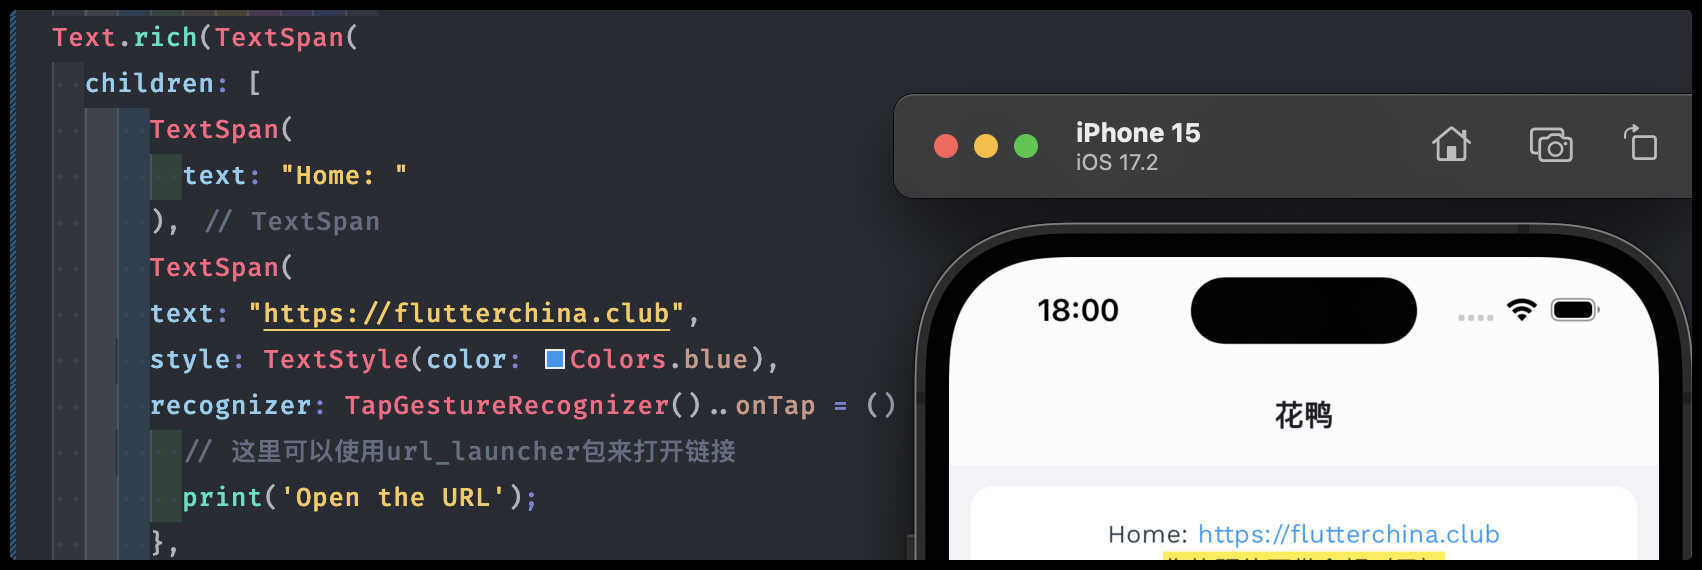 Text.rich(TextSpan(
children: [
TextSpan(
text: "Home: "
), // TextSpan
TextSpan(
text: "https://flutterchina.club",
style: TextStyle(color: Colors.blue),
recognizer: TapGestureRecognizer()..onTap = ()
// 这里可以使用url_launcher包来打开链接
print('Open the URL');
},
iPhone 15
iOS 17.2
18:00
花鸭
Home: https://flutterchina.club